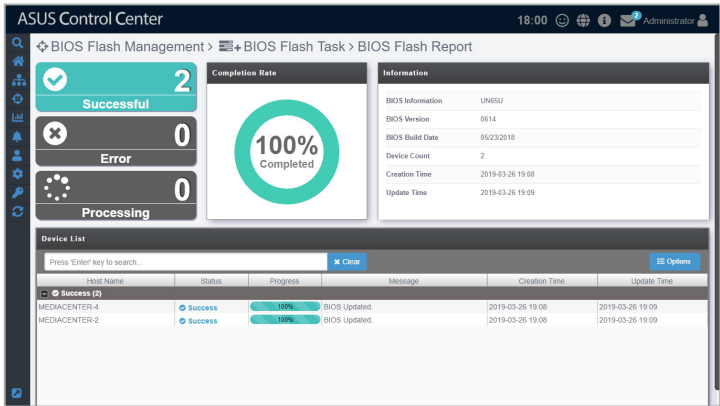 ASUS Control Center
18:00
2
Administrator
BIOS Flash Management > BIOS Flash Task > BIOS Flash Report
2
Successful
0
Error
0
Processing
Completion Rate
100%
Completed
Information
BIOS Information UN65U
BIOS Version 0614
BIOS Build Date 05/23/2018
Device Count 2
Creation Time 2019-03-26 19:08
Update Time 2019-03-26 19:09
Device List
Press 'Enter' key to search...
Clear
Options
Host Name Status Progress Message Creation Time Update Time
Success (2)
MEDIACENTER-4 Success 100% BIOS Updated. 2019-03-26 19:08 2019-03-26 19:09
MEDIACENTER-2 Success 100% BIOS Updated. 2019-03-26 19:08 2019-03-26 19:09